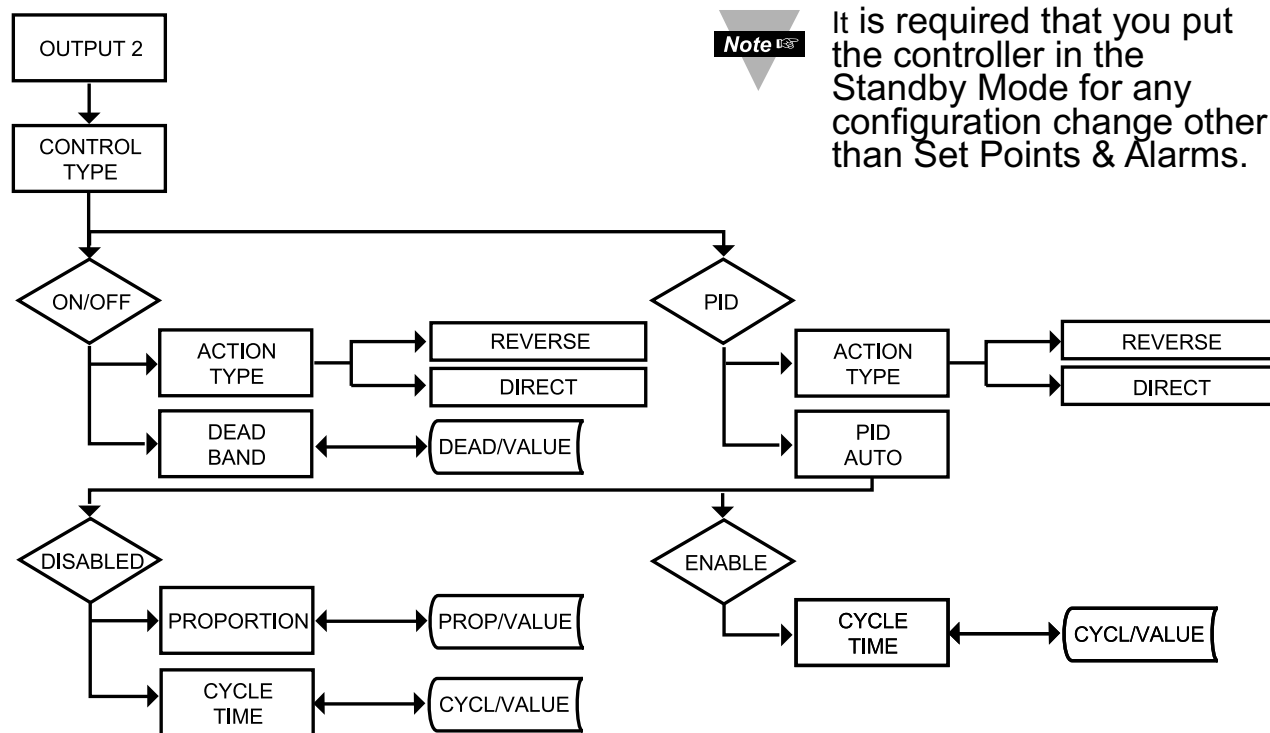 OUTPUT 2
Note
It is required that you put
the controller in the
Standby Mode for any
configuration change other
than Set Points & Alarms.
CONTROL
TYPE
ON/OFF
PID
ACTION
TYPE
REVERSE
DIRECT
ACTION
TYPE
REVERSE
DIRECT
DEAD
BAND
DEAD/VALUE
PID
AUTO
DISABLED
ENABLE
PROPORTION
PROP/VALUE
CYCLE
TIME
CYCL/VALUE
CYCLE
TIME
CYCL/VALUE